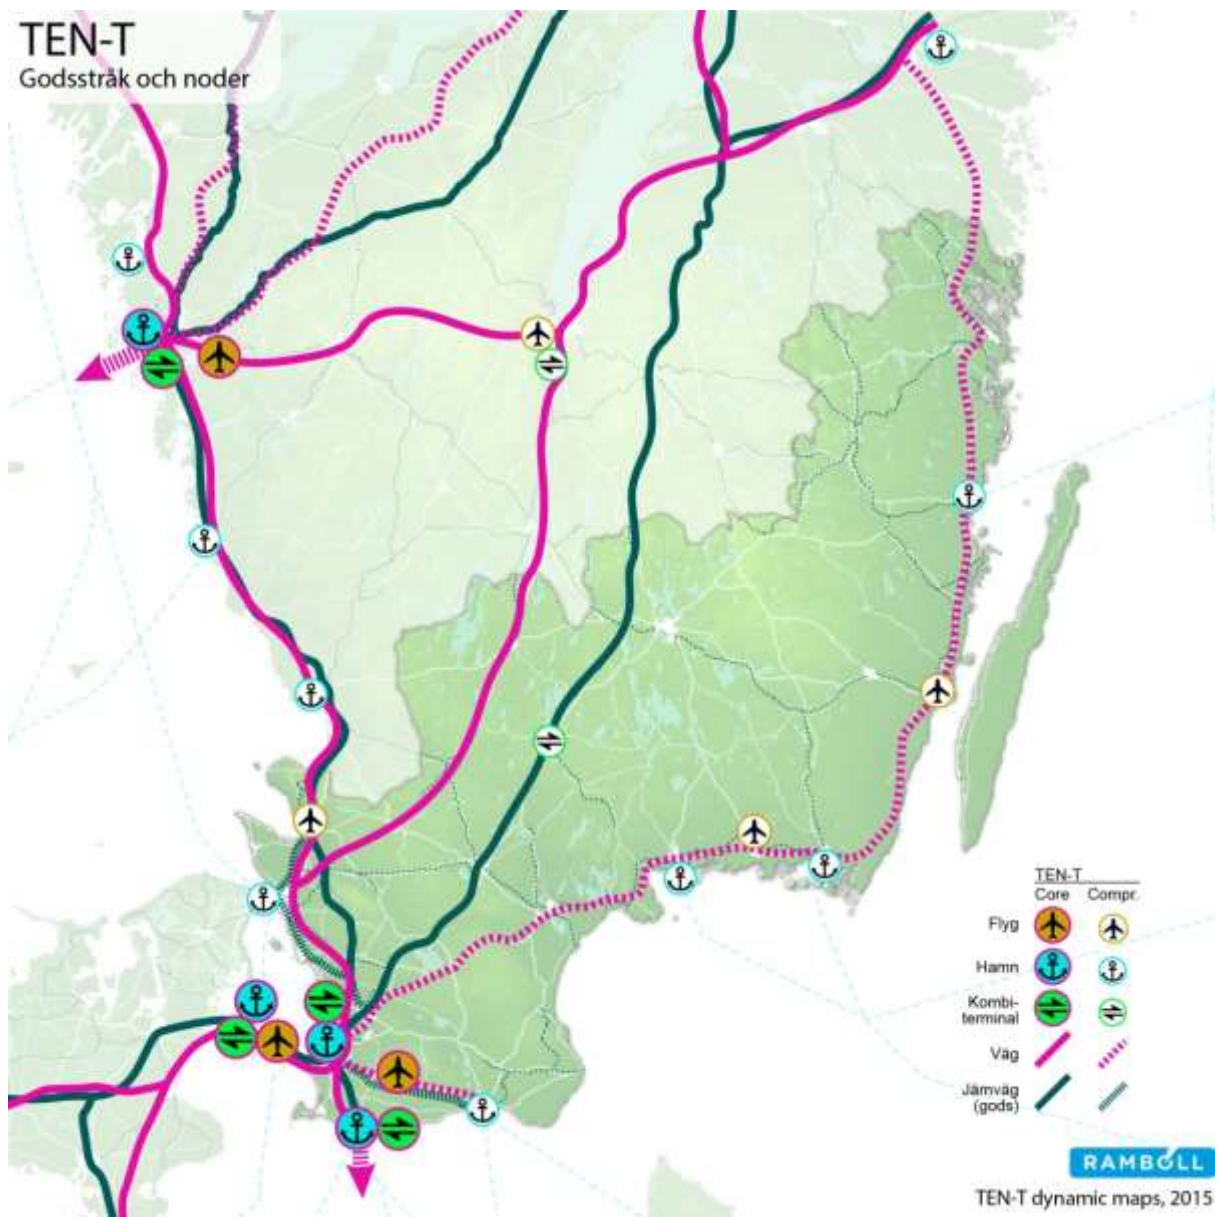 TEN-T
Godsstråk och noder
TEN-T
Core Compr.
Flyg
Hamn
Kombi-
terminal
Väg
Järnväg
(gods)
RAMBOLL
TEN-T dynamic maps, 2015